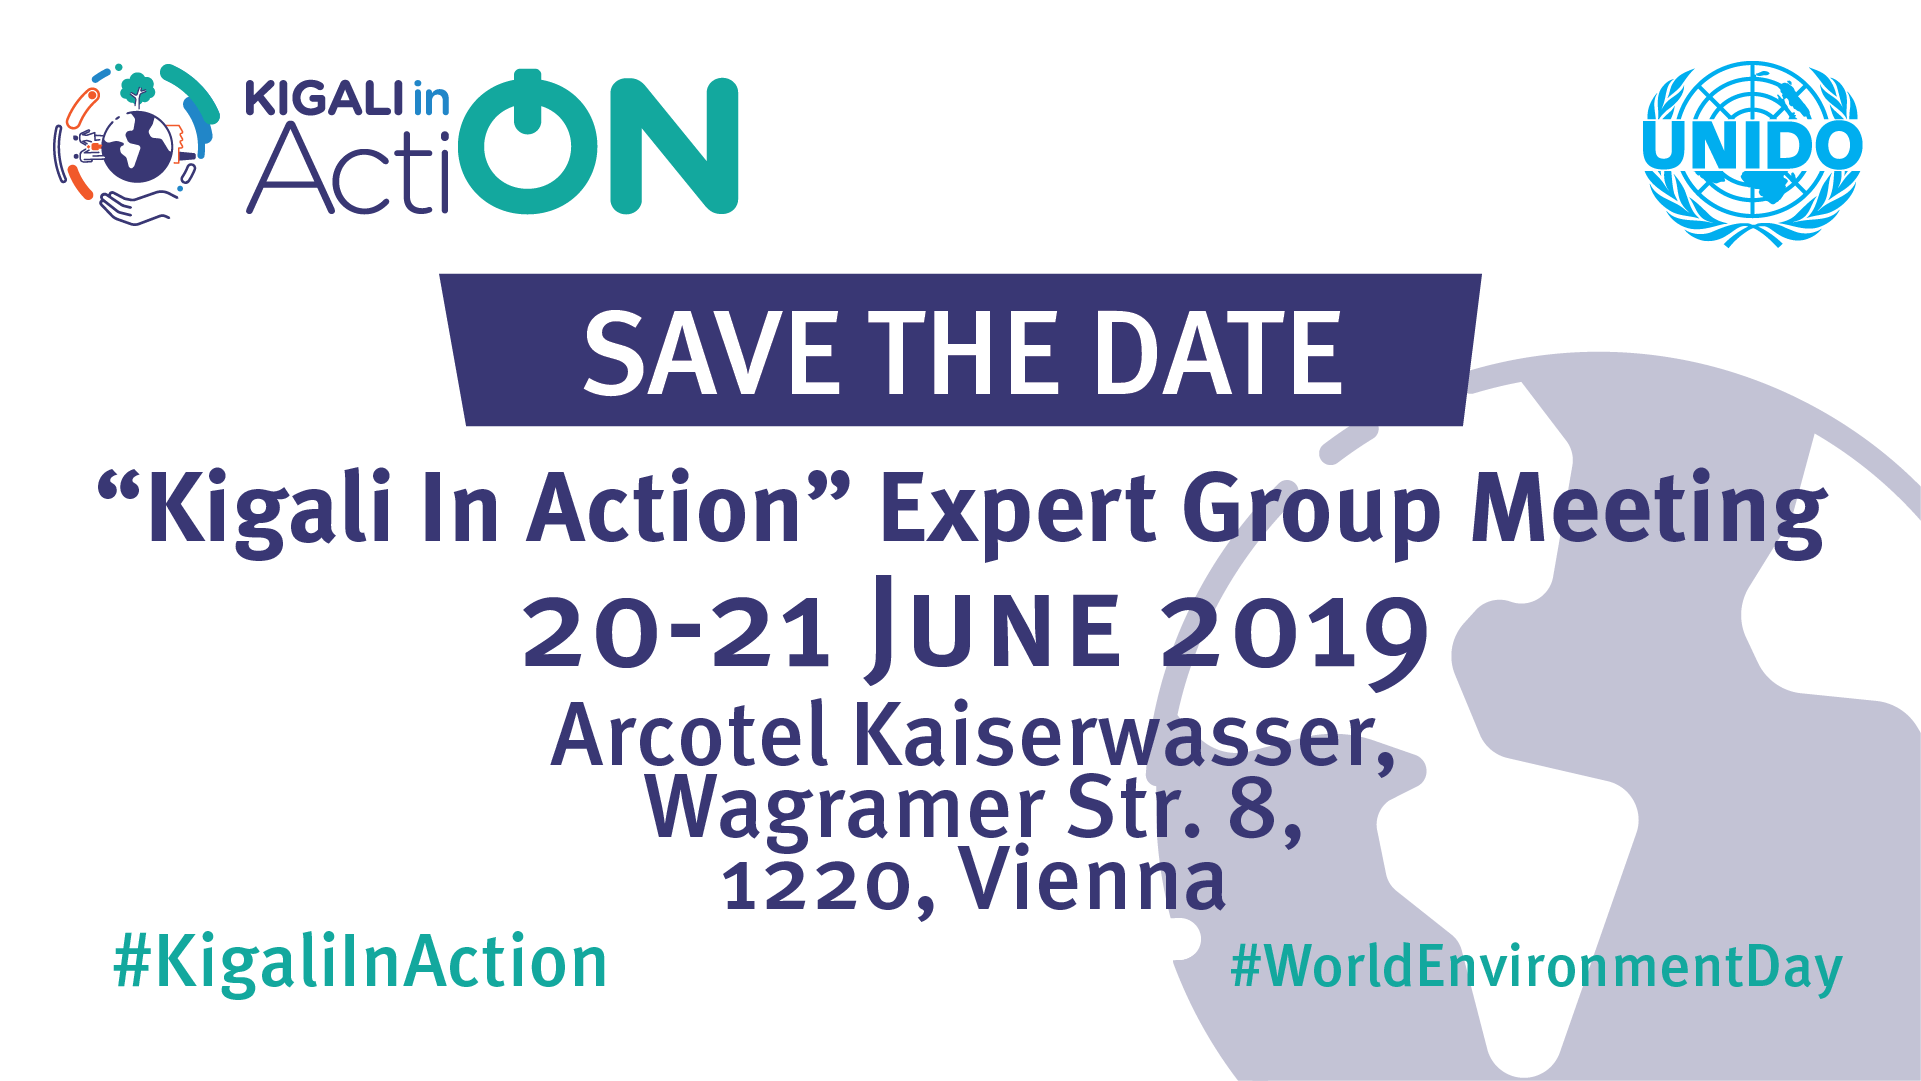 KIGALI in
ActiON
UNIDO
SAVE THE DATE
“Kigali In Action” Expert Group Meeting
20-21 JUNE 2019
Arcotel Kaiserwasser,
Wagramer Str. 8,
1220, Vienna
#KigaliInAction
#WorldEnvironmentDay